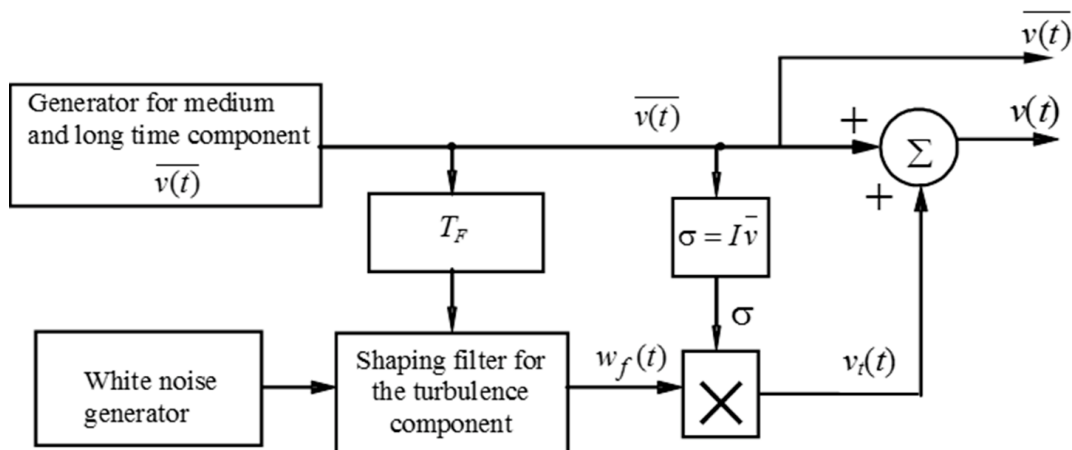 v(t)‾
Generator for medium
and long time component
v(t)‾
v(t)‾
+
Σ
v(t)
+
T_F
σ = I v̄
σ
White noise
generator
Shaping filter for
the turbulence
component
w_f(t)
×
v_t(t)